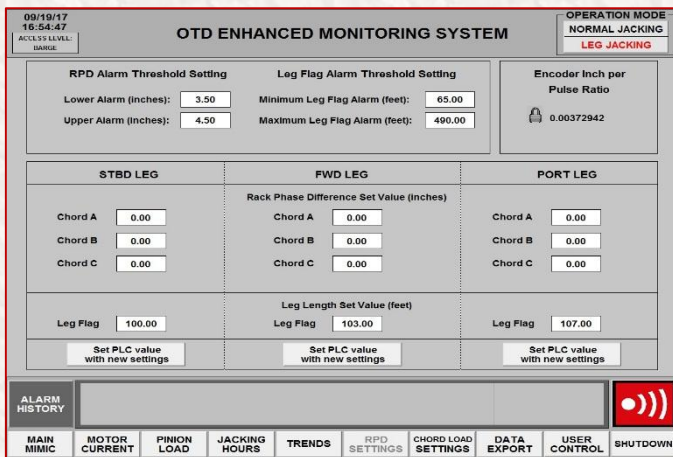 09/19/17
16:54:47
ACCESS LEVEL:
BARGE
OTD ENHANCED MONITORING SYSTEM
OPERATION MODE
NORMAL JACKING
LEG JACKING
RPD Alarm Threshold Setting
Lower Alarm (inches): 3.50
Upper Alarm (inches): 4.50
Leg Flag Alarm Threshold Setting
Minimum Leg Flag Alarm (feet): 65.00
Maximum Leg Flag Alarm (feet): 490.00
Encoder Inch per
Pulse Ratio
0.00372942
STBD LEG FWD LEG PORT LEG
Rack Phase Difference Set Value (inches)
Chord A 0.00 Chord A 0.00 Chord A 0.00
Chord B 0.00 Chord B 0.00 Chord B 0.00
Chord C 0.00 Chord C 0.00 Chord C 0.00
Leg Length Set Value (feet)
Leg Flag 100.00 Leg Flag 103.00 Leg Flag 107.00
Set PLC value Set PLC value Set PLC value
with new settings with new settings with new settings
ALARM
HISTORY
MAIN
MIMIC
MOTOR
CURRENT
PINION
LOAD
JACKING
HOURS
TRENDS
RPD
SETTINGS
CHORD LOAD
SETTINGS
DATA
EXPORT
USER
CONTROL
SHUTDOWN